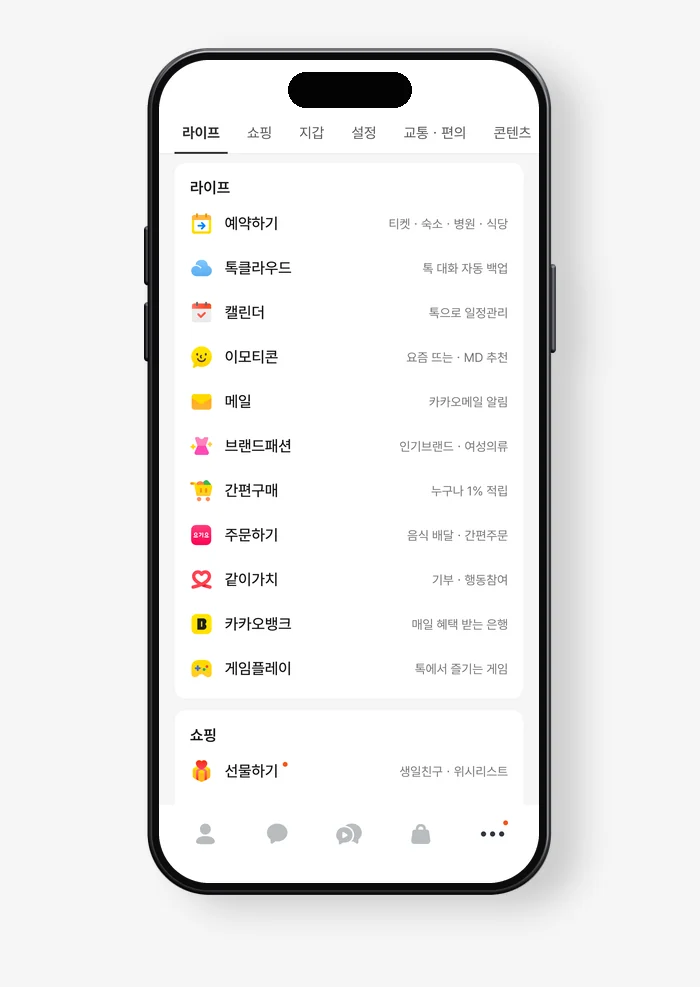 라이프 쇼핑 지갑 설정 교통 · 편의 콘텐츠
라이프
예약하기 티켓 · 숙소 · 병원 · 식당
톡클라우드 톡 대화 자동 백업
캘린더 톡으로 일정관리
이모티콘 요즘 뜨는 · MD 추천
메일 카카오메일 알림
브랜드패션 인기브랜드 · 여성의류
간편구매 누구나 1% 적립
요기요 주문하기 음식 배달 · 간편주문
같이가치 기부 · 행동참여
B 카카오뱅크 매일 혜택 받는 은행
게임플레이 톡에서 즐기는 게임
쇼핑
선물하기 생일친구 · 위시리스트